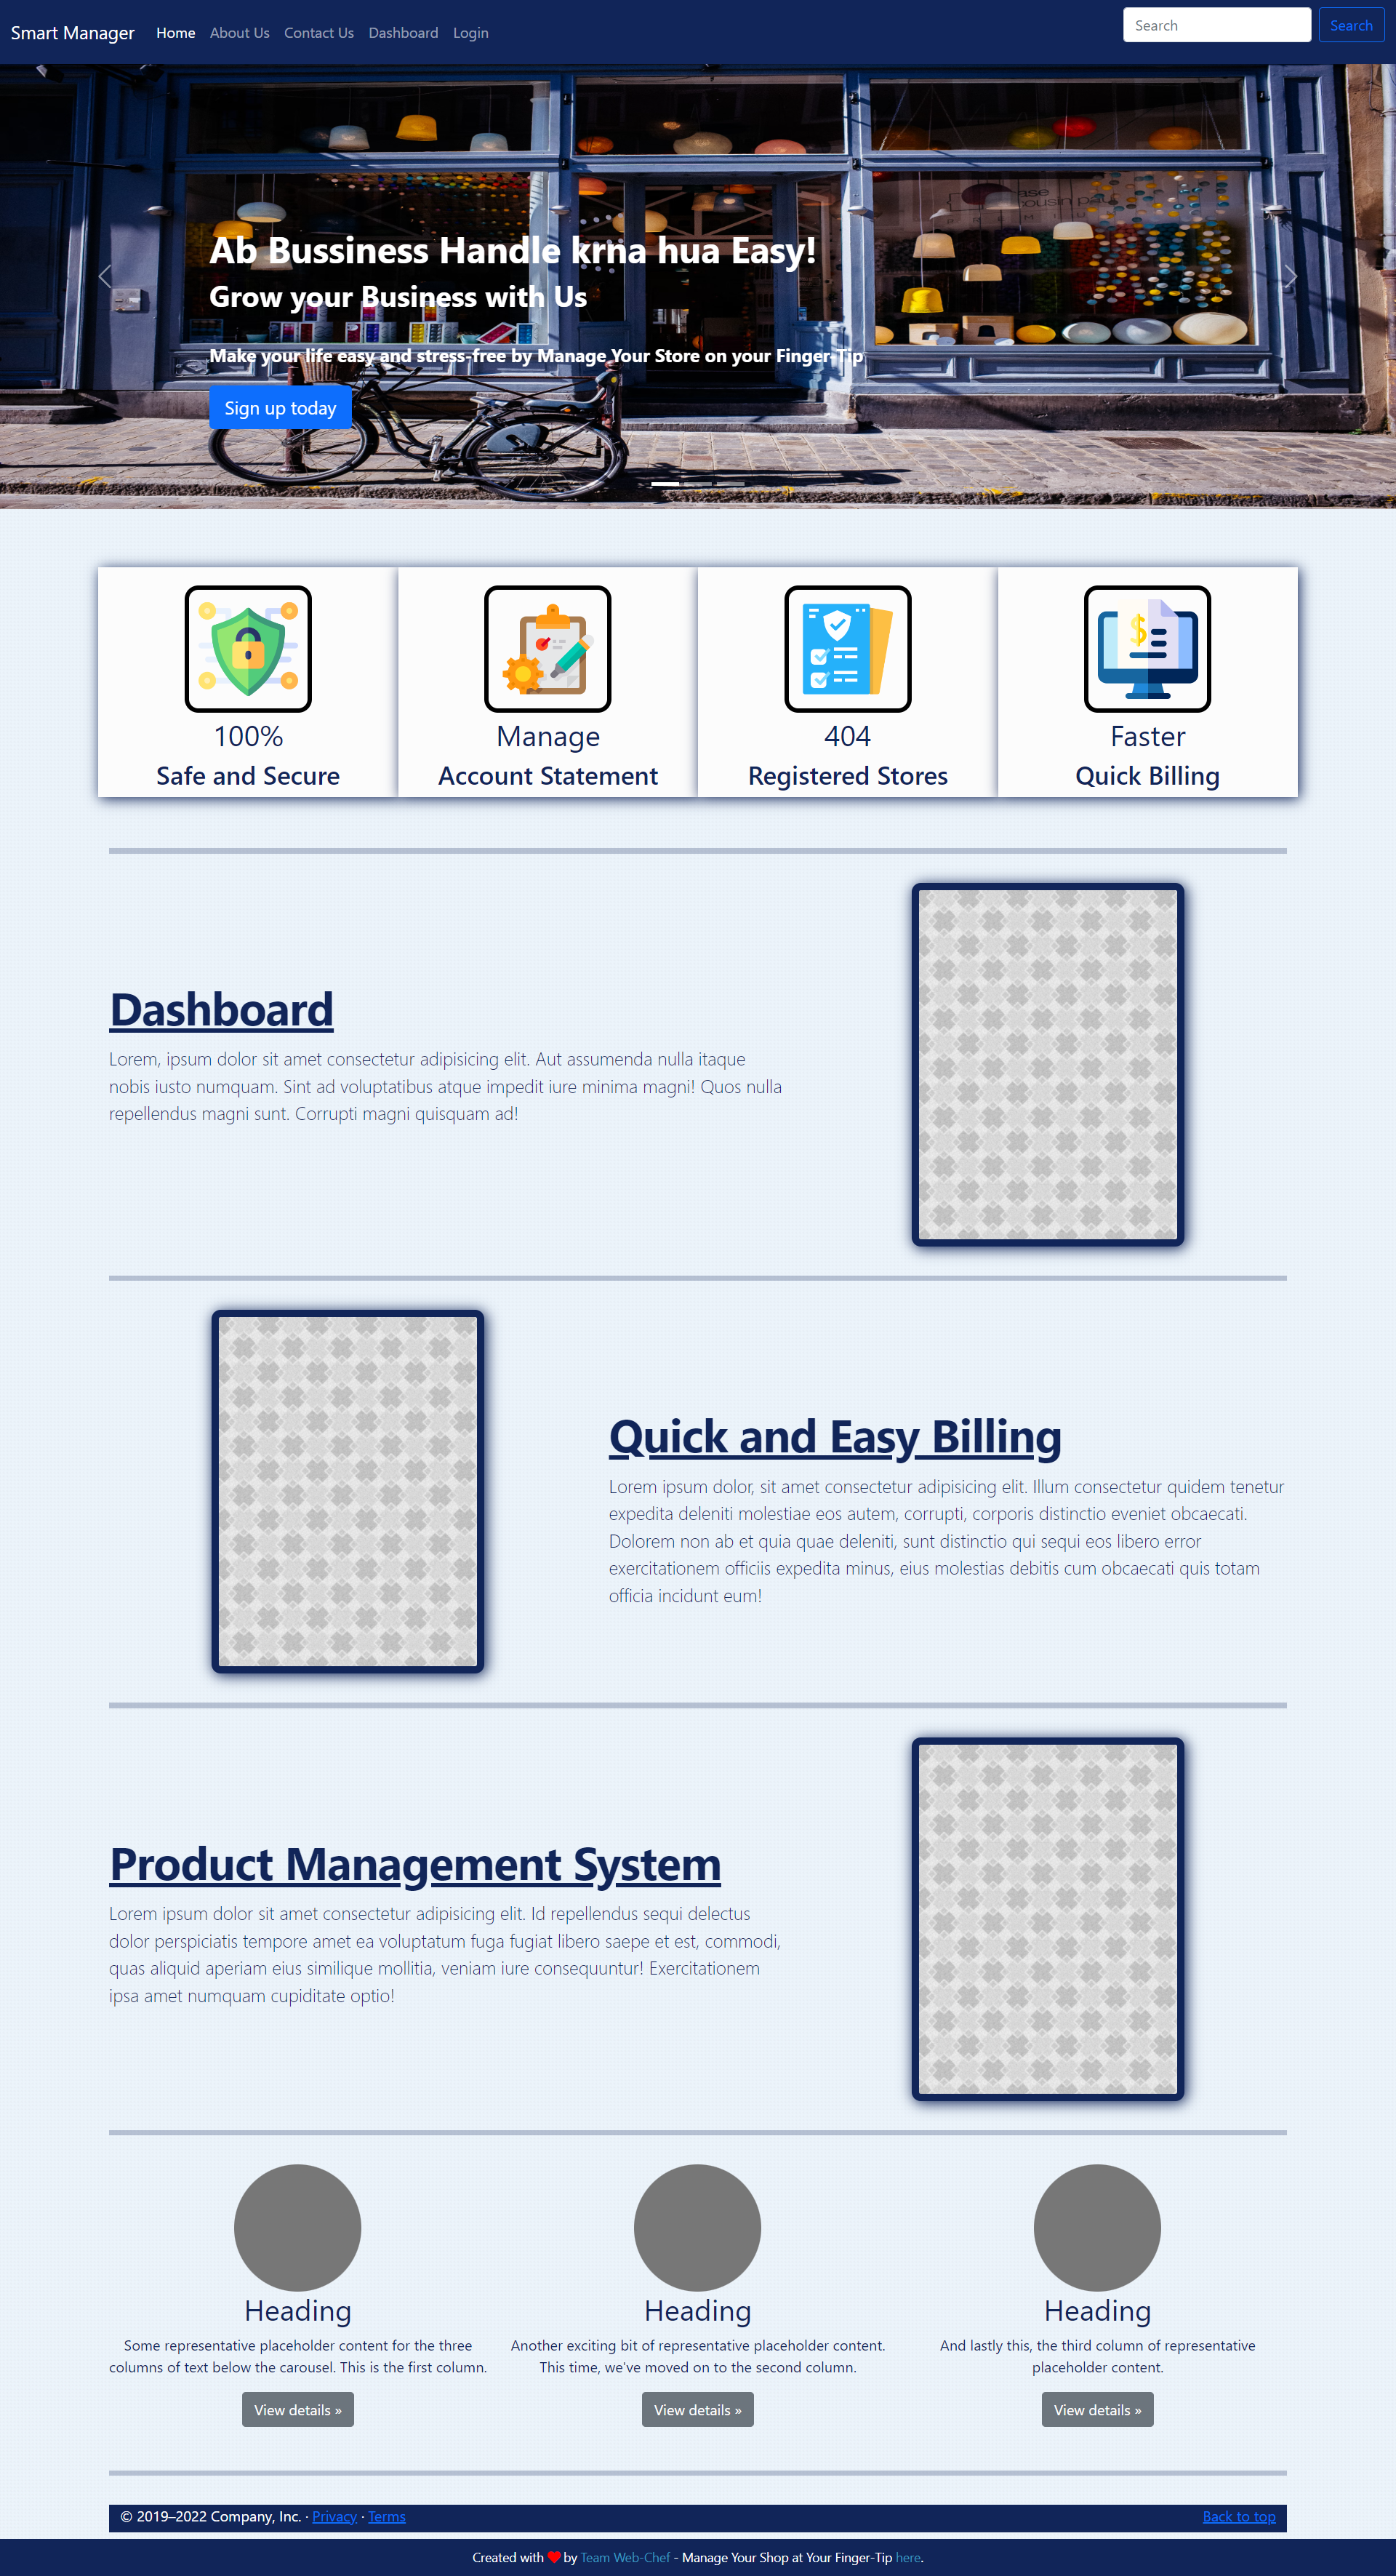 Smart Manager Home About Us Contact Us Dashboard Login Search Search
Ab Bussiness Handle krna hua Easy!
Grow your Business with Us
Make your life easy and stress-free by Manage Your Store on your Finger-Tip
Sign up today
100%
Safe and Secure
Manage
Account Statement
404
Registered Stores
Faster
Quick Billing
Dashboard
Lorem, ipsum dolor sit amet consectetur adipisicing elit. Aut assumenda nulla itaque
nobis iusto numquam. Sint ad voluptatibus atque impedit iure minima magni! Quos nulla
repellendus magni sunt. Corrupti magni quisquam ad!
Quick and Easy Billing
Lorem ipsum dolor, sit amet consectetur adipisicing elit. Illum consectetur quidem tenetur
expedita deleniti molestiae eos autem, corrupti, corporis distinctio eveniet obcaecati.
Dolorem non ab et quia quae deleniti, sunt distinctio qui sequi eos libero error
exercitationem officiis expedita minus, eius molestias debitis cum obcaecati quis totam
officia incidunt eum!
Product Management System
Lorem ipsum dolor sit amet consectetur adipisicing elit. Id repellendus sequi delectus
dolor perspiciatis tempore amet ea voluptatum fuga fugiat libero saepe et est, commodi,
quas aliquid aperiam eius similique mollitia, veniam iure consequuntur! Exercitationem
ipsa amet numquam cupiditate optio!
Heading
Some representative placeholder content for the three
columns of text below the carousel. This is the first column.
View details »
Heading
Another exciting bit of representative placeholder content.
This time, we've moved on to the second column.
View details »
Heading
And lastly this, the third column of representative
placeholder content.
View details »
© 2019–2022 Company, Inc. · Privacy · Terms Back to top
Created with ❤ by Team Web-Chef - Manage Your Shop at Your Finger-Tip here.